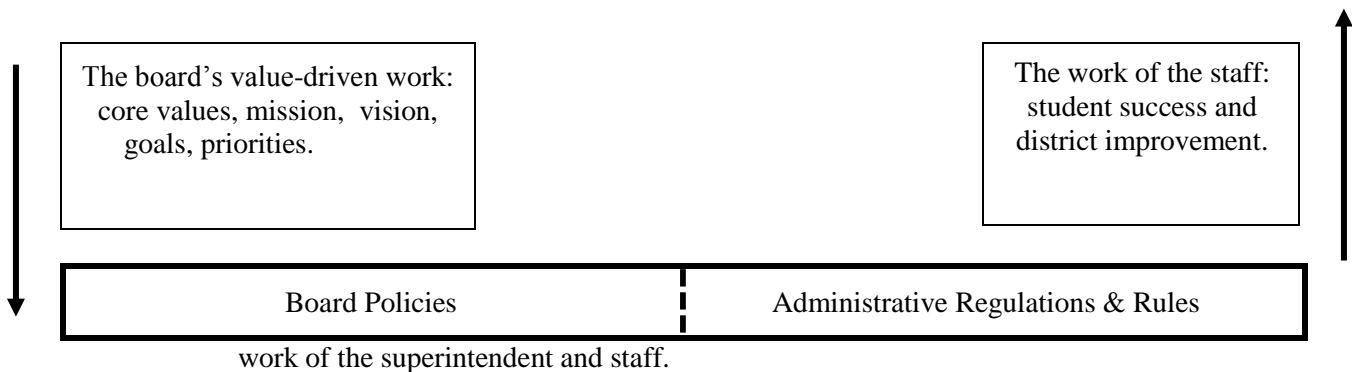 The board’s value-driven work:
core values, mission, vision,
goals, priorities.
The work of the staff:
student success and
district improvement.
Board Policies
Administrative Regulations & Rules
work of the superintendent and staff.